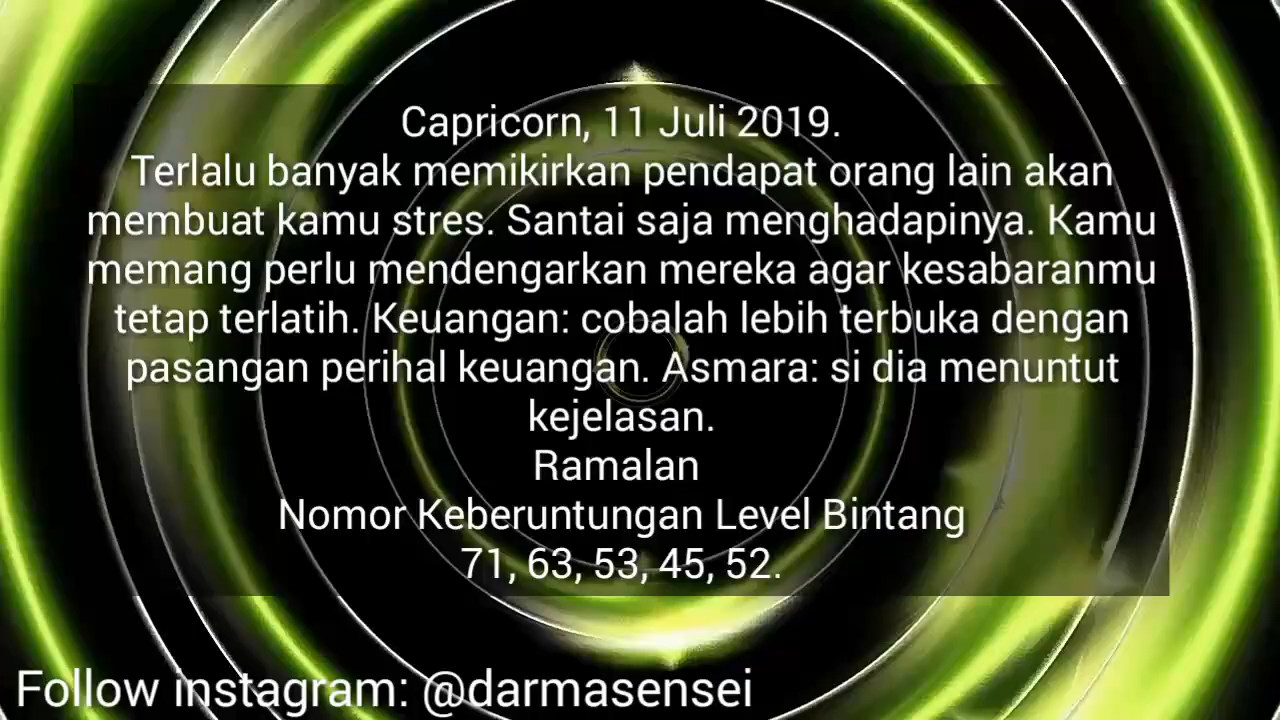 Capricorn, 11 Juli 2019.
Terlalu banyak memikirkan pendapat orang lain akan
membuat kamu stres. Santai saja menghadapinya. Kamu
memang perlu mendengarkan mereka agar kesabaranmu
tetap terlatih. Keuangan: cobalah lebih terbuka dengan
pasangan perihal keuangan. Asmara: si dia menuntut
kejelasan.
Ramalan
Nomor Keberuntungan Level Bintang
71, 63, 53, 45, 52.
Follow instagram: @darmasensei